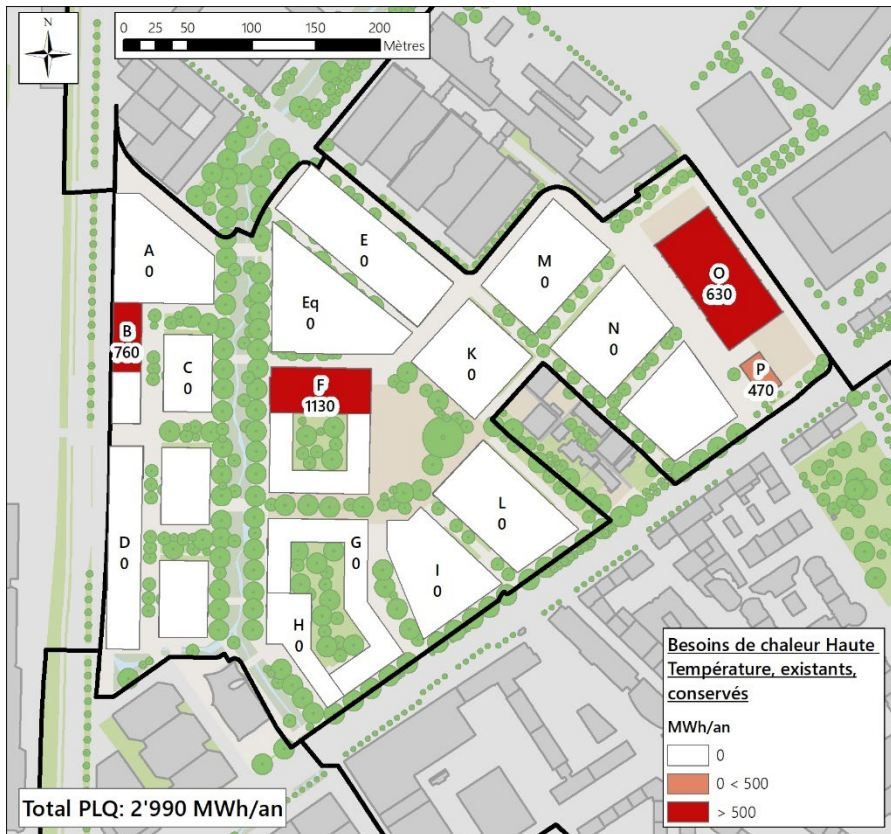 N
0 25 50 100 150 200
Mètres
A
0
E
0
M
0
O
630
Eq
0
N
0
B
760
C
0
K
0
P
470
F
1130
L
0
D
0
G
0
I
0
H
0
Besoins de chaleur Haute
Température, existants,
conservés
MWh/an
0
0 < 500
> 500
Total PLQ: 2'990 MWh/an